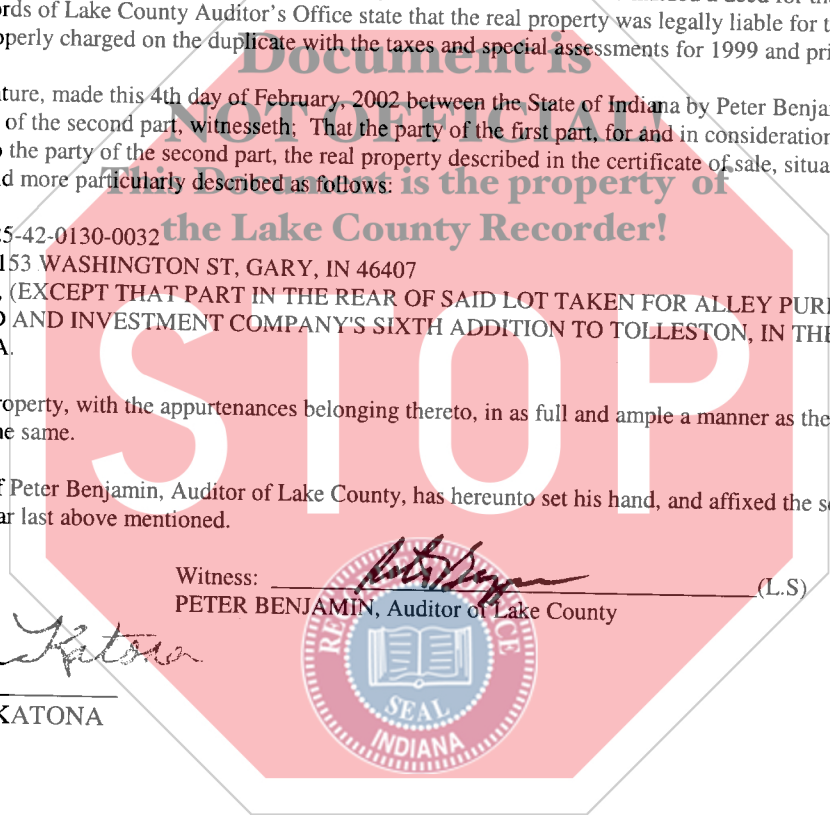 rds of Lake County Auditor's Office state that the real property was legally liable for t
operly charged on the duplicate with the taxes and special assessments for 1999 and pri
Document is
ture, made this 4th day of February, 2002 between the State of Indiana by Peter Benja
NOT OFFICIAL!
of the second part, witnesseth; That the party of the first part, for and in consideration
o the party of the second part, the real property described in the certificate of sale, situa
This Document is the property of
d more particularly described as follows:
the Lake County Recorder!
5-42-0130-0032
153 WASHINGTON ST, GARY, IN 46407
, (EXCEPT THAT PART IN THE REAR OF SAID LOT TAKEN FOR ALLEY PUR
D AND INVESTMENT COMPANY'S SIXTH ADDITION TO TOLLESTON, IN THE
A.
STOP
roperty, with the appurtenances belonging thereto, in as full and ample a manner as the
e same.
f Peter Benjamin, Auditor of Lake County, has hereunto set his hand, and affixed the s
ar last above mentioned.
Witness: (L.S)
PETER BENJAMIN, Auditor of Lake County
Katona
KATONA
SEAL
INDIANA